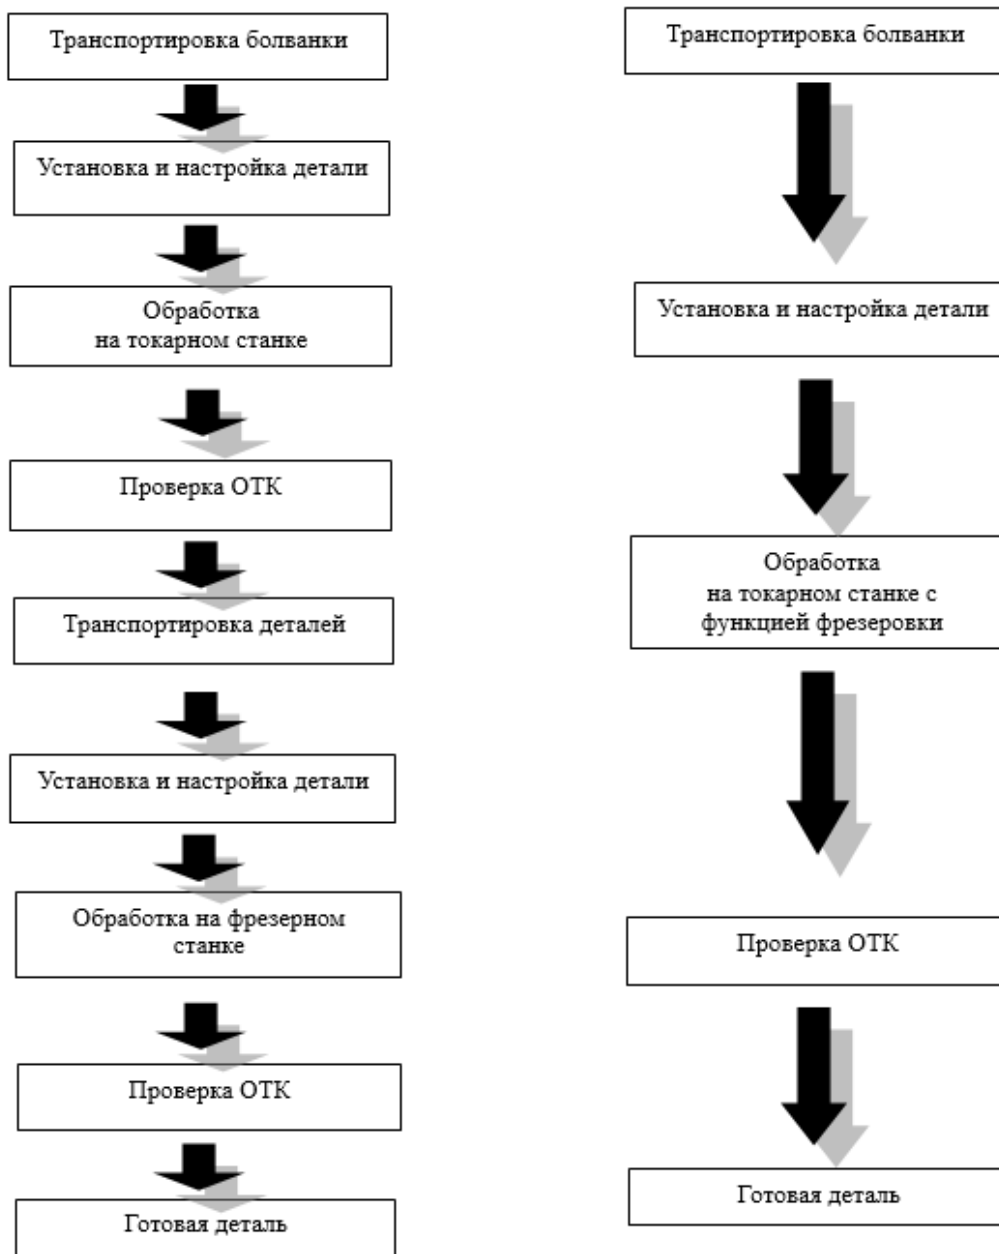 Транспортировка болванки
Установка и настройка детали
Обработка
на токарном станке
Проверка ОТК
Транспортировка деталей
Установка и настройка детали
Обработка на фрезерном
станке
Проверка ОТК
Готовая деталь
Транспортировка болванки
Установка и настройка детали
Обработка
на токарном станке с
функцией фрезеровки
Проверка ОТК
Готовая деталь